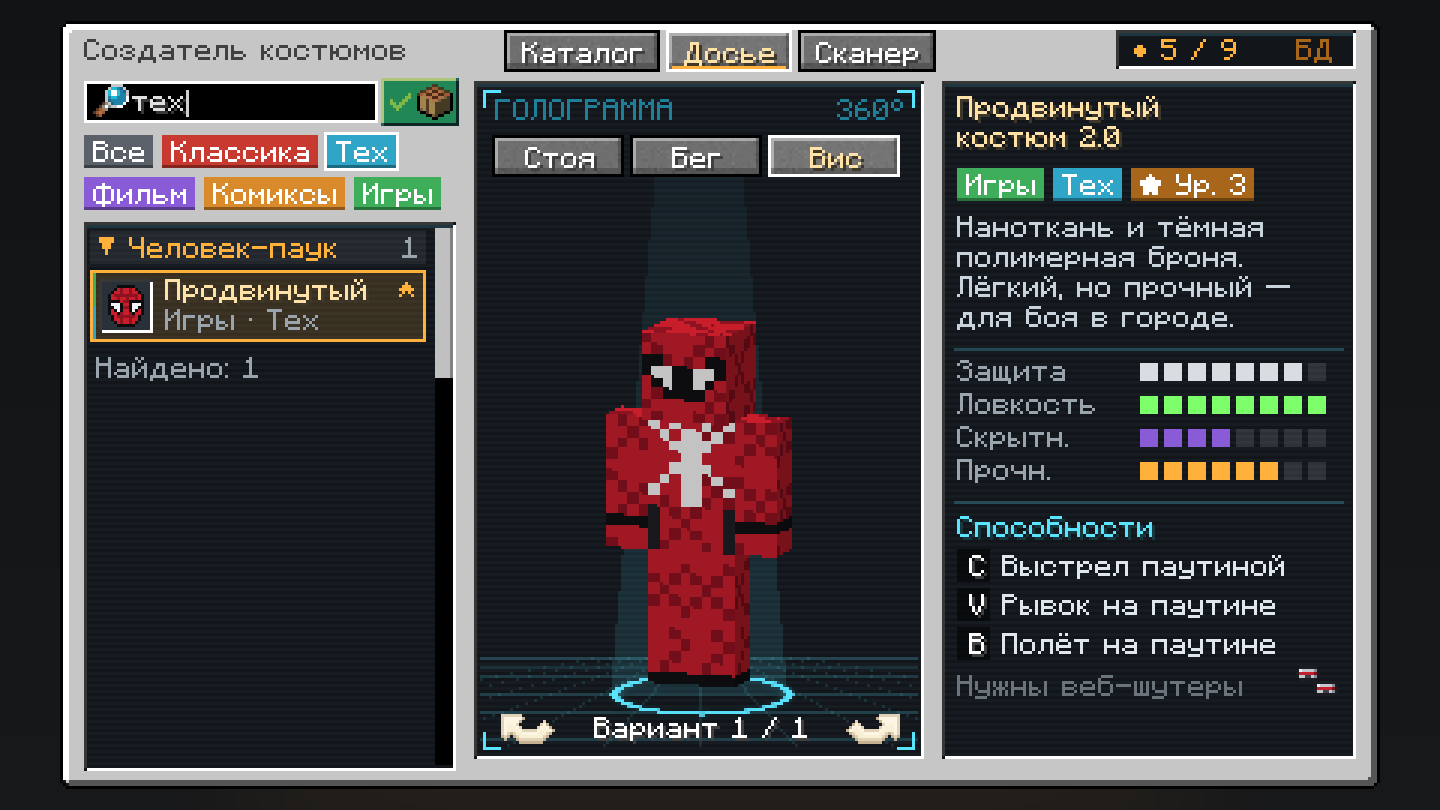 Создатель костюмов
Каталог
Досье
Сканер
5 / 9 БД
тех
Все Классика Тех
Фильм Комиксы Игры
Человек-паук 1
Продвинутый
Игры · Тех
Найдено: 1
ГОЛОГРАММА 360°
Стоя Бег Вис
Вариант 1 / 1
Продвинутый
костюм 2.0
Игры Тех Ур. 3
Наноткань и тёмная
полимерная броня.
Лёгкий, но прочный —
для боя в городе.
Защита
Ловкость
Скрытн.
Прочн.
Способности
C Выстрел паутиной
V Рывок на паутине
B Полёт на паутине
Нужны веб-шутеры